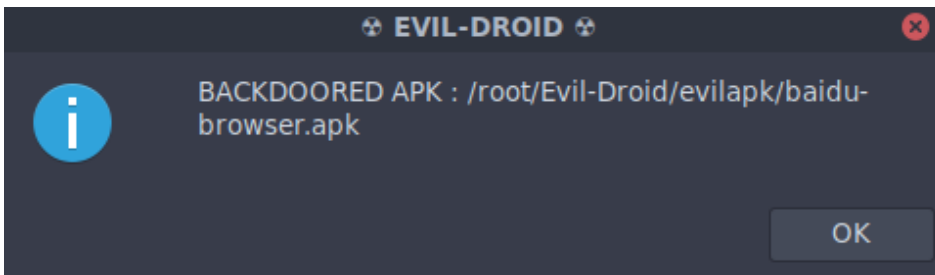 ☢ EVIL-DROID ☢
BACKDOORED APK : /root/Evil-Droid/evilapk/baidu-
browser.apk
OK